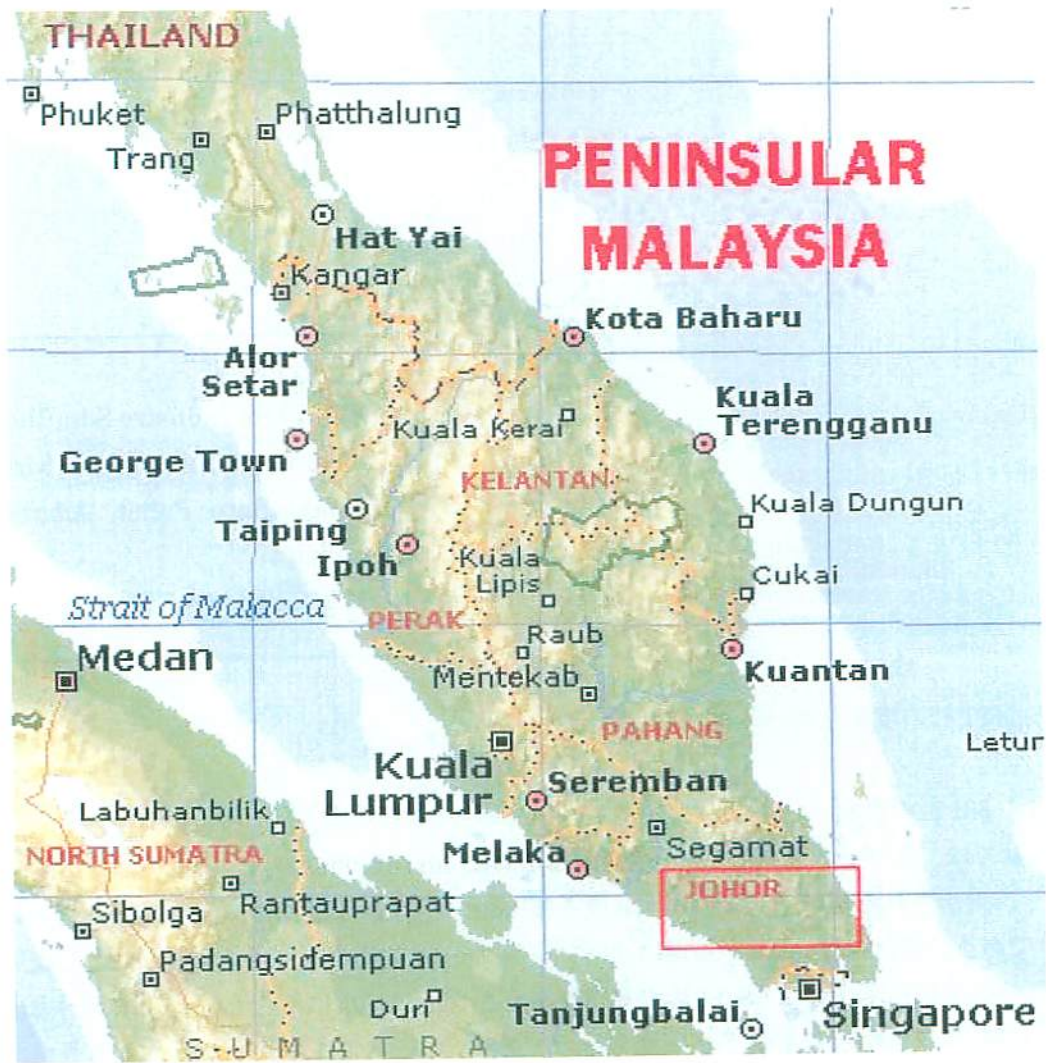 THAILAND
Phuket
Phatthalung
Trang
PENINSULAR
MALAYSIA
Hat Yai
Kangar
Kota Baharu
Alor
Setar
Kuala
Terengganu
Kuala Kerai
George Town
KELANTAN
Kuala Dungun
Taiping
Ipoh
Kuala
Lipis
Cukai
Strait of Malacca
PERAK
Raub
Medan
Mentekab
Kuantan
PAHANG
Letur
Kuala
Lumpur
Seremban
Labuhanbilik
Segamat
Melaka
NORTH SUMATRA
JOHOR
Rantauprapat
Sibolga
Padangsidempuan
Duri
Tanjungbalai
Singapore
SUMATRA